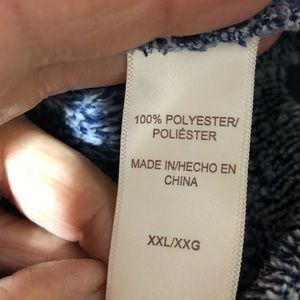 100% POLYESTER/
POLIÉSTER
MADE IN/HECHO EN
CHINA
XXL/XXG